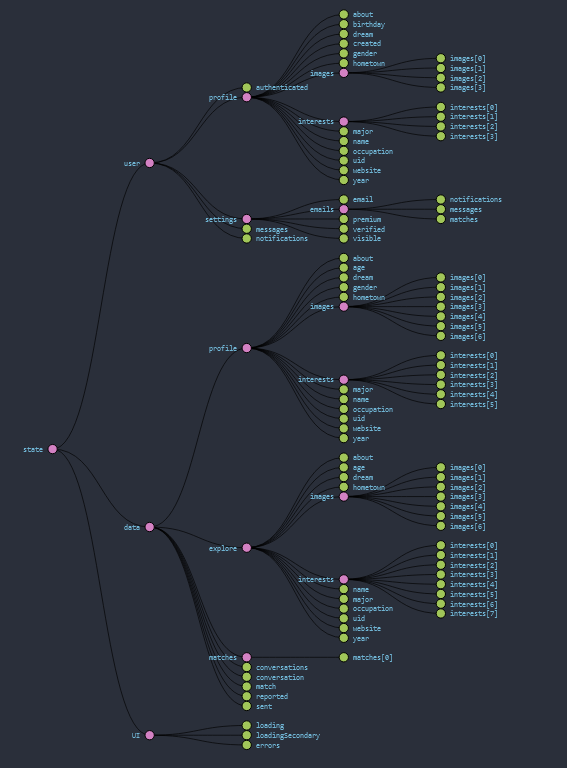 about
birthday
dream
created
gender
hometown
images
images[0]
images[1]
images[2]
images[3]
authenticated
profile
interests
interests[0]
interests[1]
interests[2]
interests[3]
major
name
occupation
uid
website
year
user
settings
email
emails
notifications
messages
matches
premium
verified
visible
messages
notifications
about
age
dream
gender
hometown
images
images[0]
images[1]
images[2]
images[3]
images[4]
images[5]
images[6]
profile
interests
interests[0]
interests[1]
interests[2]
interests[3]
interests[4]
interests[5]
major
name
occupation
uid
website
year
state
data
about
age
dream
hometown
images
images[0]
images[1]
images[2]
images[3]
images[4]
images[5]
images[6]
explore
interests
interests[0]
interests[1]
interests[2]
interests[3]
interests[4]
interests[5]
interests[6]
interests[7]
name
major
occupation
uid
website
year
matches
matches[0]
conversations
conversation
match
reported
sent
UI
loading
loadingSecondary
errors